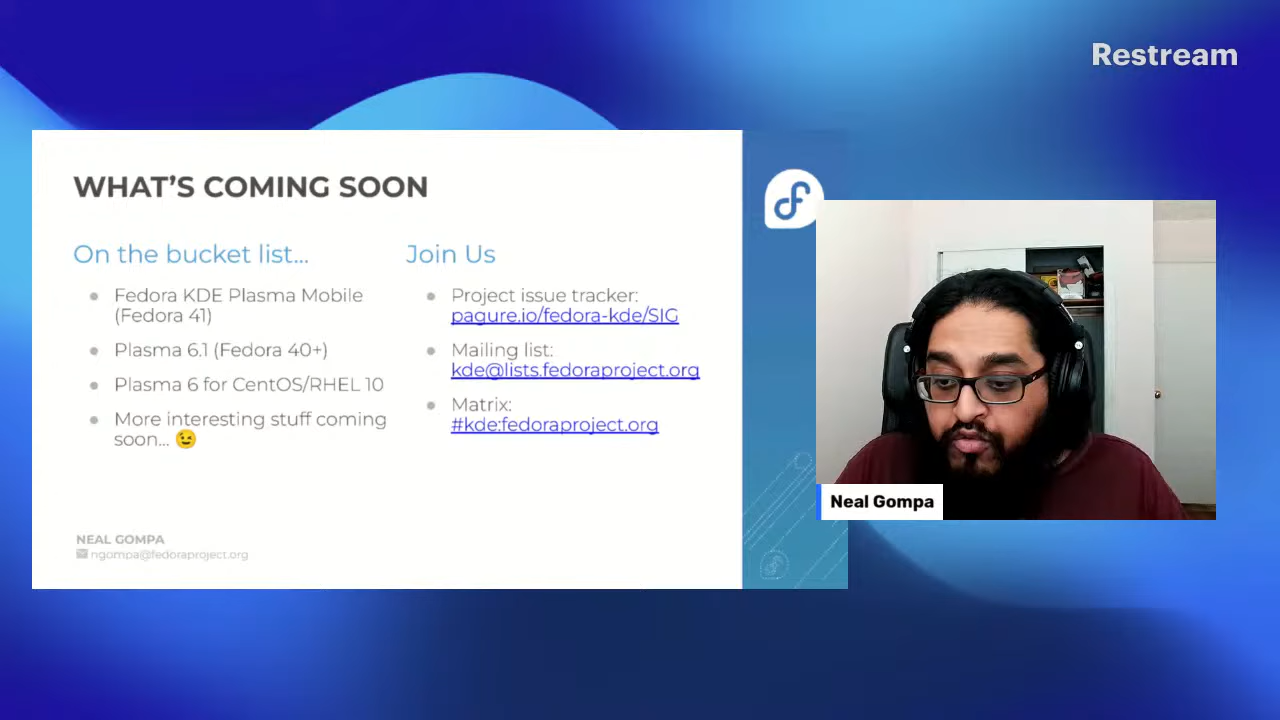 Restream
WHAT'S COMING SOON
On the bucket list...
Fedora KDE Plasma Mobile
(Fedora 41)
Plasma 6.1 (Fedora 40+)
Plasma 6 for CentOS/RHEL 10
More interesting stuff coming
soon... 😉
Join Us
Project issue tracker:
pagure.io/fedora-kde/SIG
Mailing list:
kde@lists.fedoraproject.org
Matrix:
#kde:fedoraproject.org
NEAL GOMPA
ngompa@fedoraproject.org
Neal Gompa